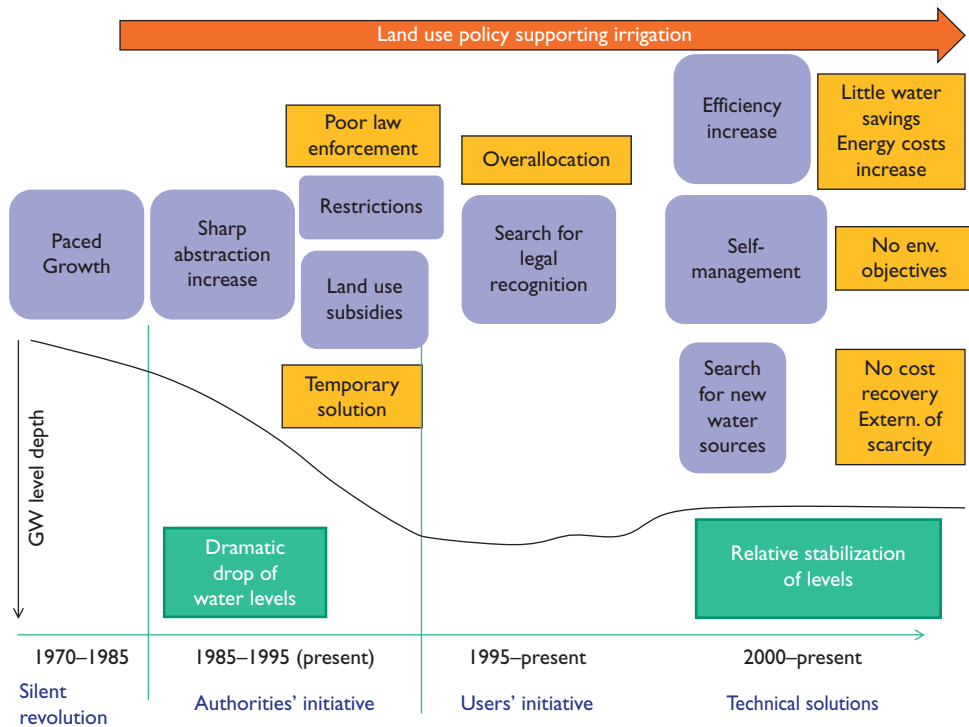 Land use policy supporting irrigation
Paced
Growth
Sharp
abstraction
increase
Poor law
enforcement
Restrictions
Land use
subsidies
Temporary
solution
Overallocation
Search for
legal
recognition
Efficiency
increase
Little water
savings
Energy costs
increase
Self-
management
No env.
objectives
Search
for new
water
sources
No cost
recovery
Extern. of
scarcity
GW level depth
Dramatic
drop of
water levels
Relative stabilization
of levels
1970–1985
1985–1995 (present)
1995–present
2000–present
Silent
revolution
Authorities’ initiative
Users’ initiative
Technical solutions